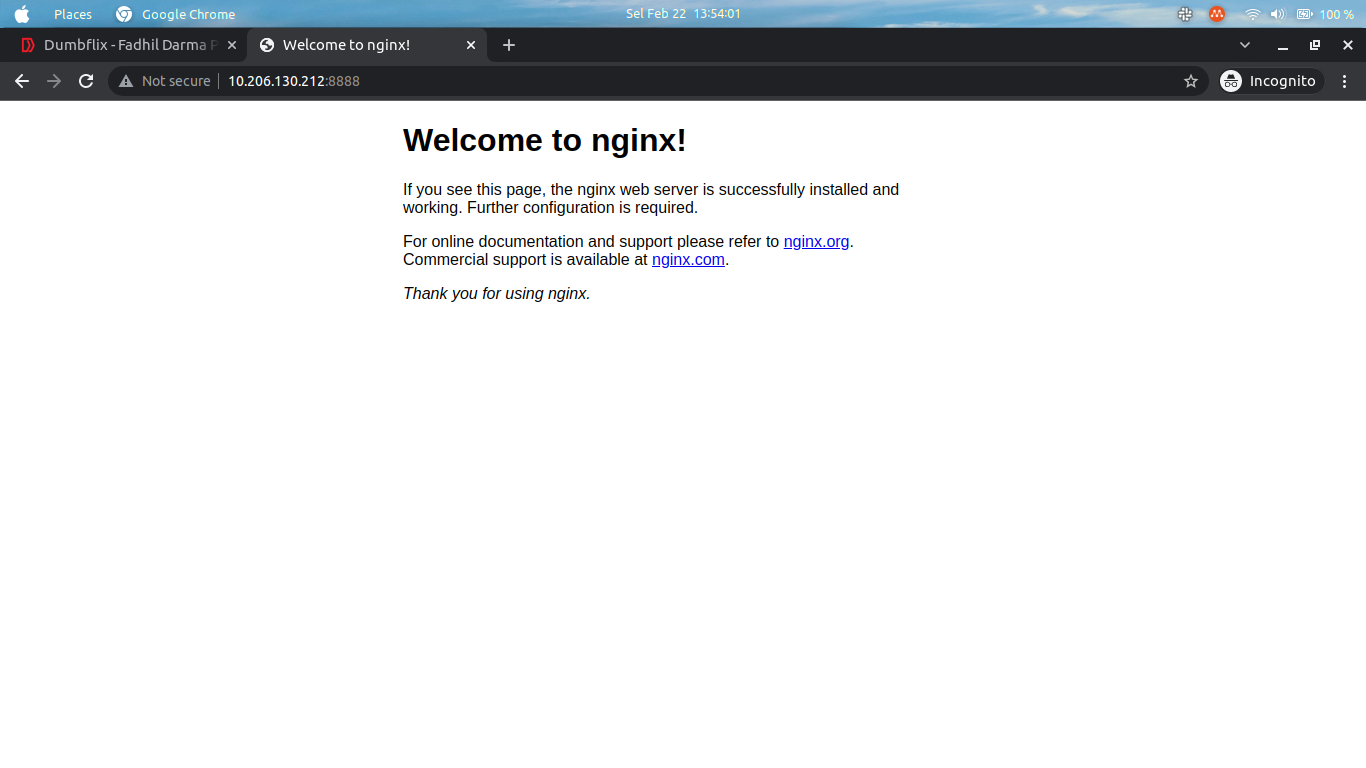 Places Google Chrome Sel Feb 22 13:54:01 100 %
Dumbflix - Fadhil Darma Welcome to nginx!
Not secure 10.206.130.212:8888 Incognito
Welcome to nginx!
If you see this page, the nginx web server is successfully installed and
working. Further configuration is required.
For online documentation and support please refer to nginx.org.
Commercial support is available at nginx.com.
Thank you for using nginx.